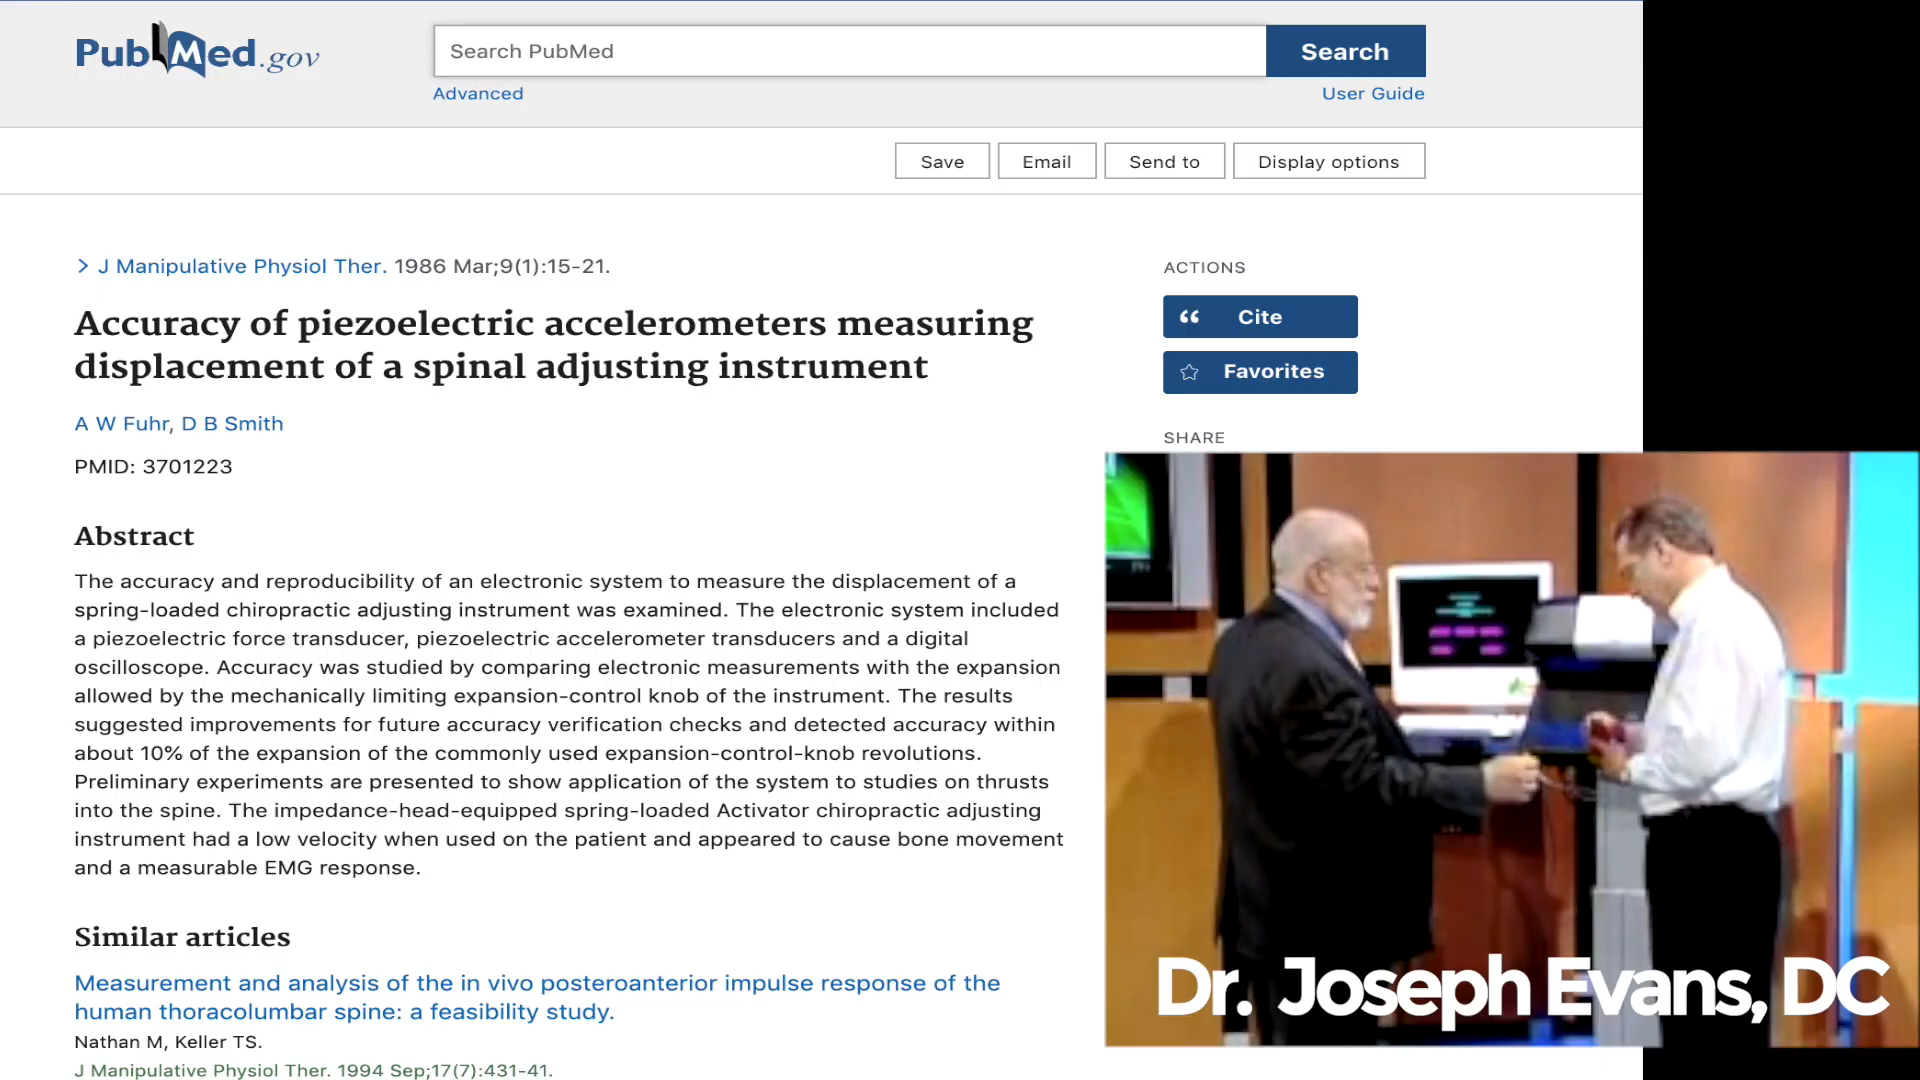 PubMed.gov
Search PubMed
Search
Advanced
User Guide
Save
Email
Send to
Display options
J Manipulative Physiol Ther. 1986 Mar;9(1):15-21.
Accuracy of piezoelectric accelerometers measuring
displacement of a spinal adjusting instrument
A W Fuhr, D B Smith
PMID: 3701223
Abstract
The accuracy and reproducibility of an electronic system to measure the displacement of a
spring-loaded chiropractic adjusting instrument was examined. The electronic system included
a piezoelectric force transducer, piezoelectric accelerometer transducers and a digital
oscilloscope. Accuracy was studied by comparing electronic measurements with the expansion
allowed by the mechanically limiting expansion-control knob of the instrument. The results
suggested improvements for future accuracy verification checks and detected accuracy within
about 10% of the expansion of the commonly used expansion-control-knob revolutions.
Preliminary experiments are presented to show application of the system to studies on thrusts
into the spine. The impedance-head-equipped spring-loaded Activator chiropractic adjusting
instrument had a low velocity when used on the patient and appeared to cause bone movement
and a measurable EMG response.
Similar articles
Measurement and analysis of the in vivo posteroanterior impulse response of the
human thoracolumbar spine: a feasibility study.
Nathan M, Keller TS.
J Manipulative Physiol Ther. 1994 Sep;17(7):431-41.
ACTIONS
Cite
Favorites
SHARE
Dr. Joseph Evans, DC